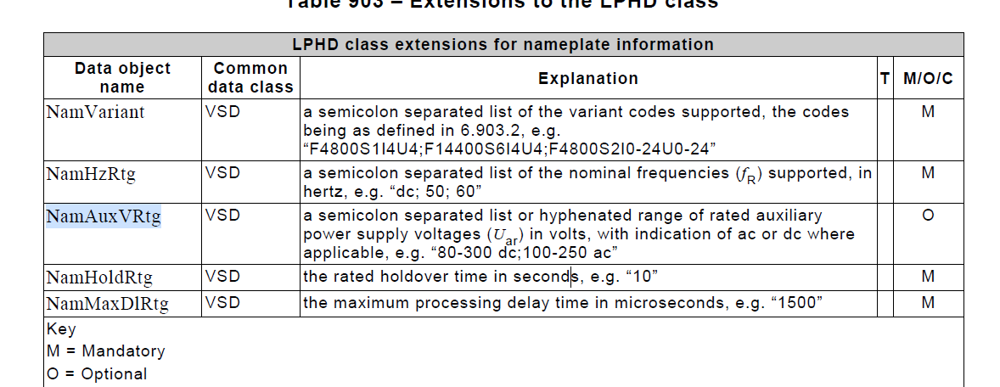 Table 903 – Extensions to the LPHD class
LPHD class extensions for nameplate information
Data object name
Common data class
Explanation
T
M/O/C
NamVariant
VSD
a semicolon separated list of the variant codes supported, the codes
being as defined in 6.903.2, e.g.
“F4800S1I4U4;F14400S6I4U4;F4800S2I0-24U0-24”
M
NamHzRtg
VSD
a semicolon separated list of the nominal frequencies (fR) supported, in
hertz, e.g. “dc; 50; 60”
M
NamAuxVRtg
VSD
a semicolon separated list or hyphenated range of rated auxiliary
power supply voltages (Uar) in volts, with indication of ac or dc where
applicable, e.g. “80-300 dc;100-250 ac”
O
NamHoldRtg
VSD
the rated holdover time in seconds, e.g. “10”
M
NamMaxDlRtg
VSD
the maximum processing delay time in microseconds, e.g. “1500”
M
Key
M = Mandatory
O = Optional